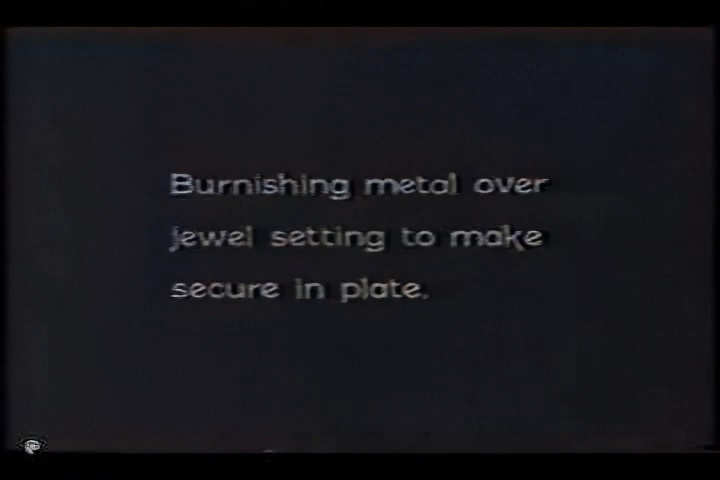 Burnishing metal over
jewel setting to make
secure in plate.